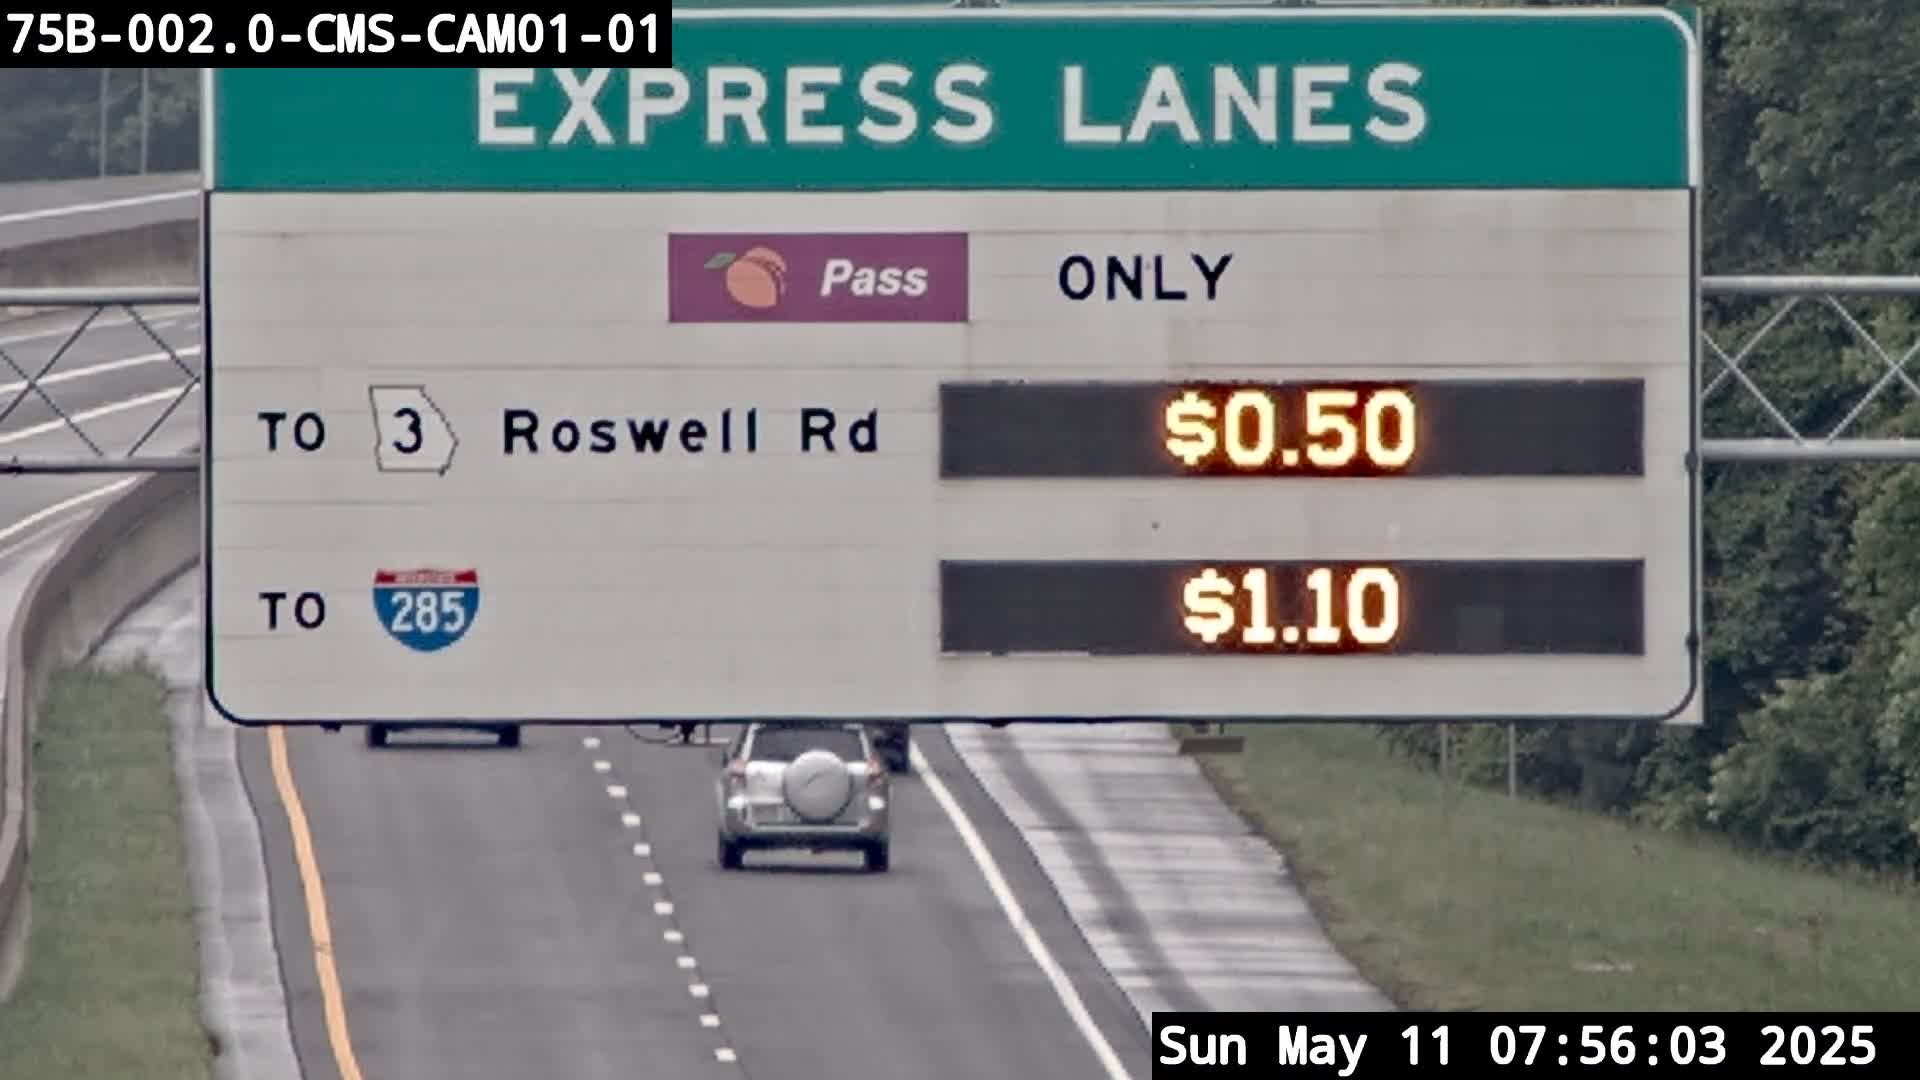 75B-002.0-CMS-CAM01-01
EXPRESS LANES
Pass ONLY
TO 3 Roswell Rd $0.50
TO 285 $1.10
Sun May 11 07:56:03 2025